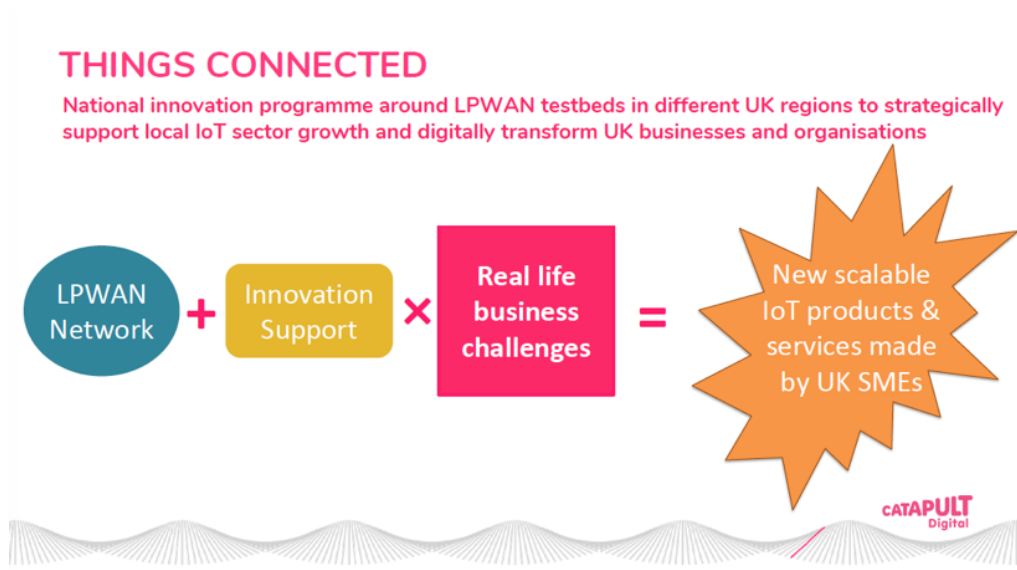 THINGS CONNECTED
National innovation programme around LPWAN testbeds in different UK regions to strategically
support local IoT sector growth and digitally transform UK businesses and organisations
LPWAN
Network
+
Innovation
Support
×
Real life
business
challenges
=
New scalable
IoT products &
services made
by UK SMEs
CATAPULT
Digital